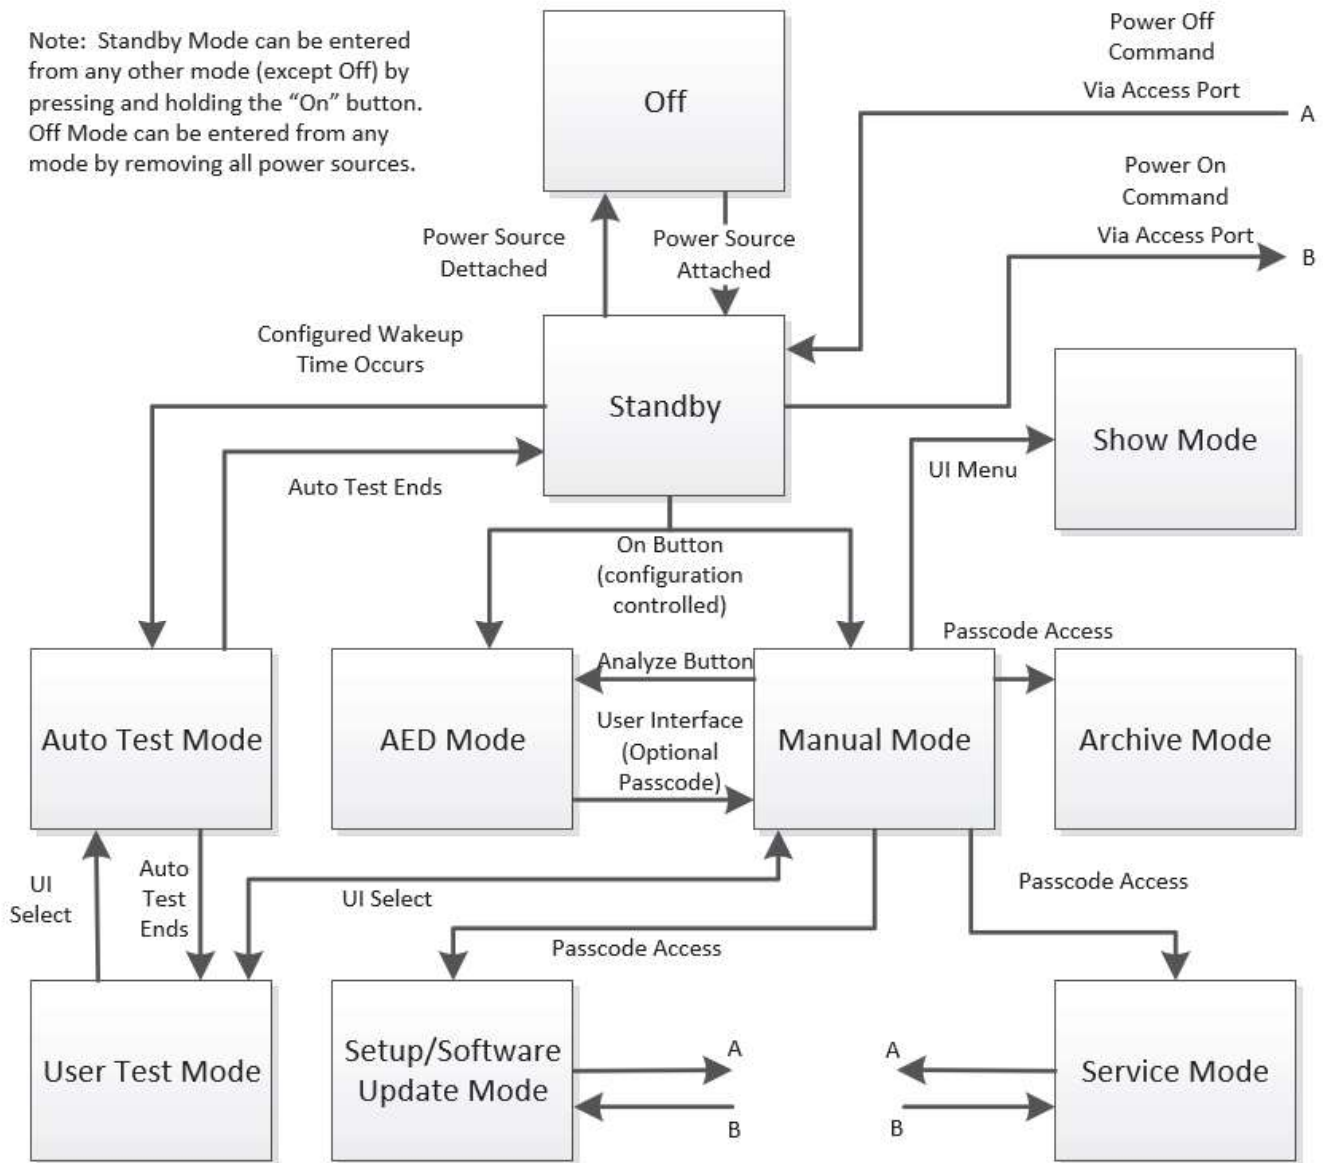 Note: Standby Mode can be entered
from any other mode (except Off) by
pressing and holding the “On” button.
Off Mode can be entered from any
mode by removing all power sources.
Off
Power Off
Command
Via Access Port
A
Power On
Command
Via Access Port
B
Power Source
Dettached
Power Source
Attached
Configured Wakeup
Time Occurs
Standby
Show Mode
UI Menu
Auto Test Ends
On Button
(configuration
controlled)
Passcode Access
Analyze Button
Auto Test Mode
AED Mode
User Interface
(Optional
Passcode)
Manual Mode
Archive Mode
UI
Select
Auto
Test
Ends
UI Select
Passcode Access
Passcode Access
User Test Mode
Setup/Software
Update Mode
A
B
A
B
Service Mode